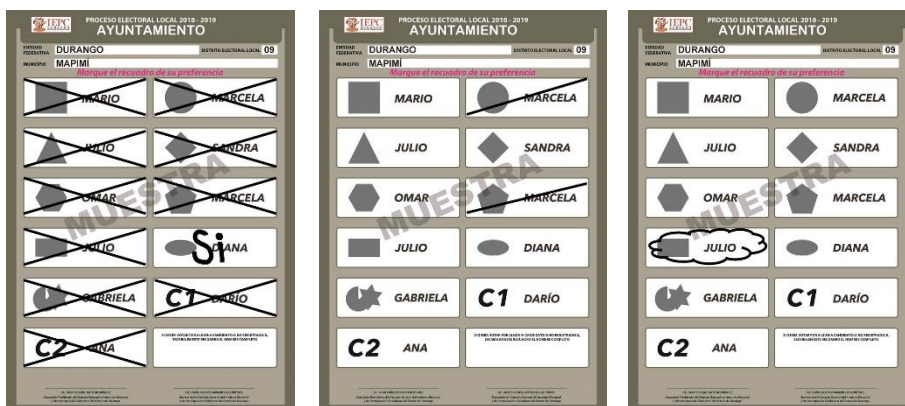 IEPC
DURANGO
PROCESO ELECTORAL LOCAL 2018 - 2019
AYUNTAMIENTO
ENTIDAD FEDERATIVA DURANGO DISTRITO ELECTORAL LOCAL 09
MUNICIPIO MAPIMÍ
Marque el recuadro de su preferencia
MARIO MARCELA
JULIO SANDRA
OMAR MARCELA
MUESTRA
JULIO Si DIANA
GABRIELA C1 DARÍO
C2 ANA
IEPC
DURANGO
PROCESO ELECTORAL LOCAL 2018 - 2019
AYUNTAMIENTO
ENTIDAD FEDERATIVA DURANGO DISTRITO ELECTORAL LOCAL 09
MUNICIPIO MAPIMÍ
Marque el recuadro de su preferencia
MARIO MARCELA
JULIO SANDRA
OMAR MARCELA
MUESTRA
JULIO DIANA
GABRIELA C1 DARÍO
C2 ANA
IEPC
DURANGO
PROCESO ELECTORAL LOCAL 2018 - 2019
AYUNTAMIENTO
ENTIDAD FEDERATIVA DURANGO DISTRITO ELECTORAL LOCAL 09
MUNICIPIO MAPIMÍ
Marque el recuadro de su preferencia
MARIO MARCELA
JULIO SANDRA
OMAR MARCELA
MUESTRA
JULIO DIANA
GABRIELA C1 DARÍO
C2 ANA